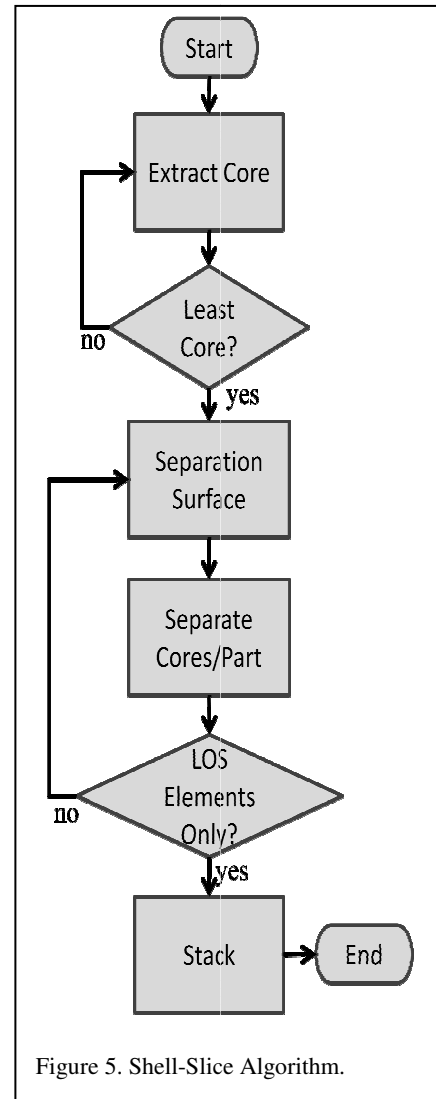 Start
Extract Core
Least
Core?
no
yes
Separation
Surface
Separate
Cores/Part
LOS
Elements
Only?
no
yes
Stack
End
Figure 5. Shell-Slice Algorithm.